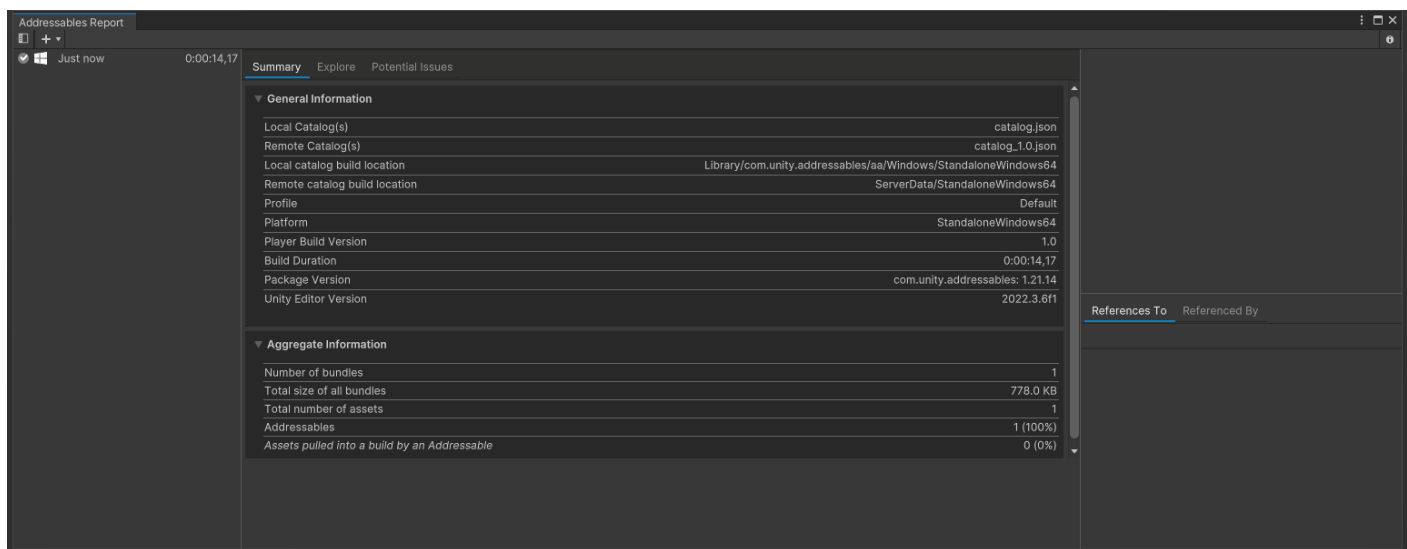 Addressables Report
Just now 0:00:14,17
Summary Explore Potential Issues
General Information
Local Catalog(s) catalog.json
Remote Catalog(s) catalog_1.0.json
Local catalog build location Library/com.unity.addressables/aa/Windows/StandaloneWindows64
Remote catalog build location ServerData/StandaloneWindows64
Profile Default
Platform StandaloneWindows64
Player Build Version 1.0
Build Duration 0:00:14,17
Package Version com.unity.addressables: 1.21.14
Unity Editor Version 2022.3.6f1
References To Referenced By
Aggregate Information
Number of bundles 1
Total size of all bundles 778.0 KB
Total number of assets 1
Addressables 1 (100%)
Assets pulled into a build by an Addressable 0 (0%)